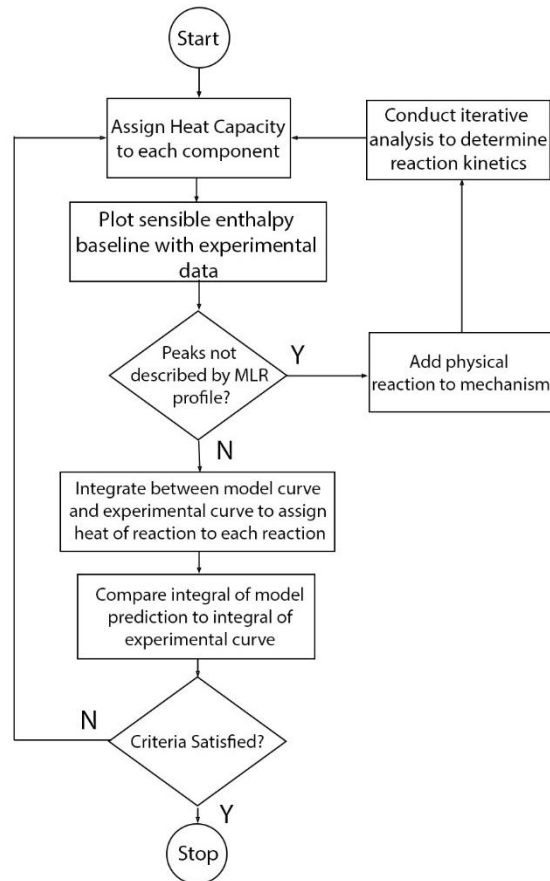 Start
Assign Heat Capacity
to each component
Conduct iterative
analysis to determine
reaction kinetics
Plot sensible enthalpy
baseline with experimental
data
Peaks not
described by MLR
profile?
Y
Add physical
reaction to mechanism
N
Integrate between model curve
and experimental curve to assign
heat of reaction to each reaction
Compare integral of model
prediction to integral of
experimental curve
N
Criteria Satisfied?
Y
Stop